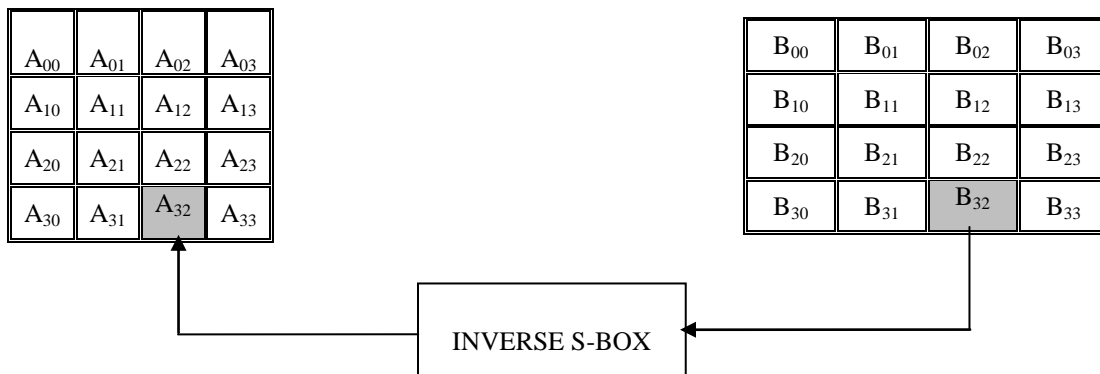 A₀₀ A₀₁ A₀₂ A₀₃
A₁₀ A₁₁ A₁₂ A₁₃
A₂₀ A₂₁ A₂₂ A₂₃
A₃₀ A₃₁ A₃₂ A₃₃
B₀₀ B₀₁ B₀₂ B₀₃
B₁₀ B₁₁ B₁₂ B₁₃
B₂₀ B₂₁ B₂₂ B₂₃
B₃₀ B₃₁ B₃₂ B₃₃
INVERSE S-BOX